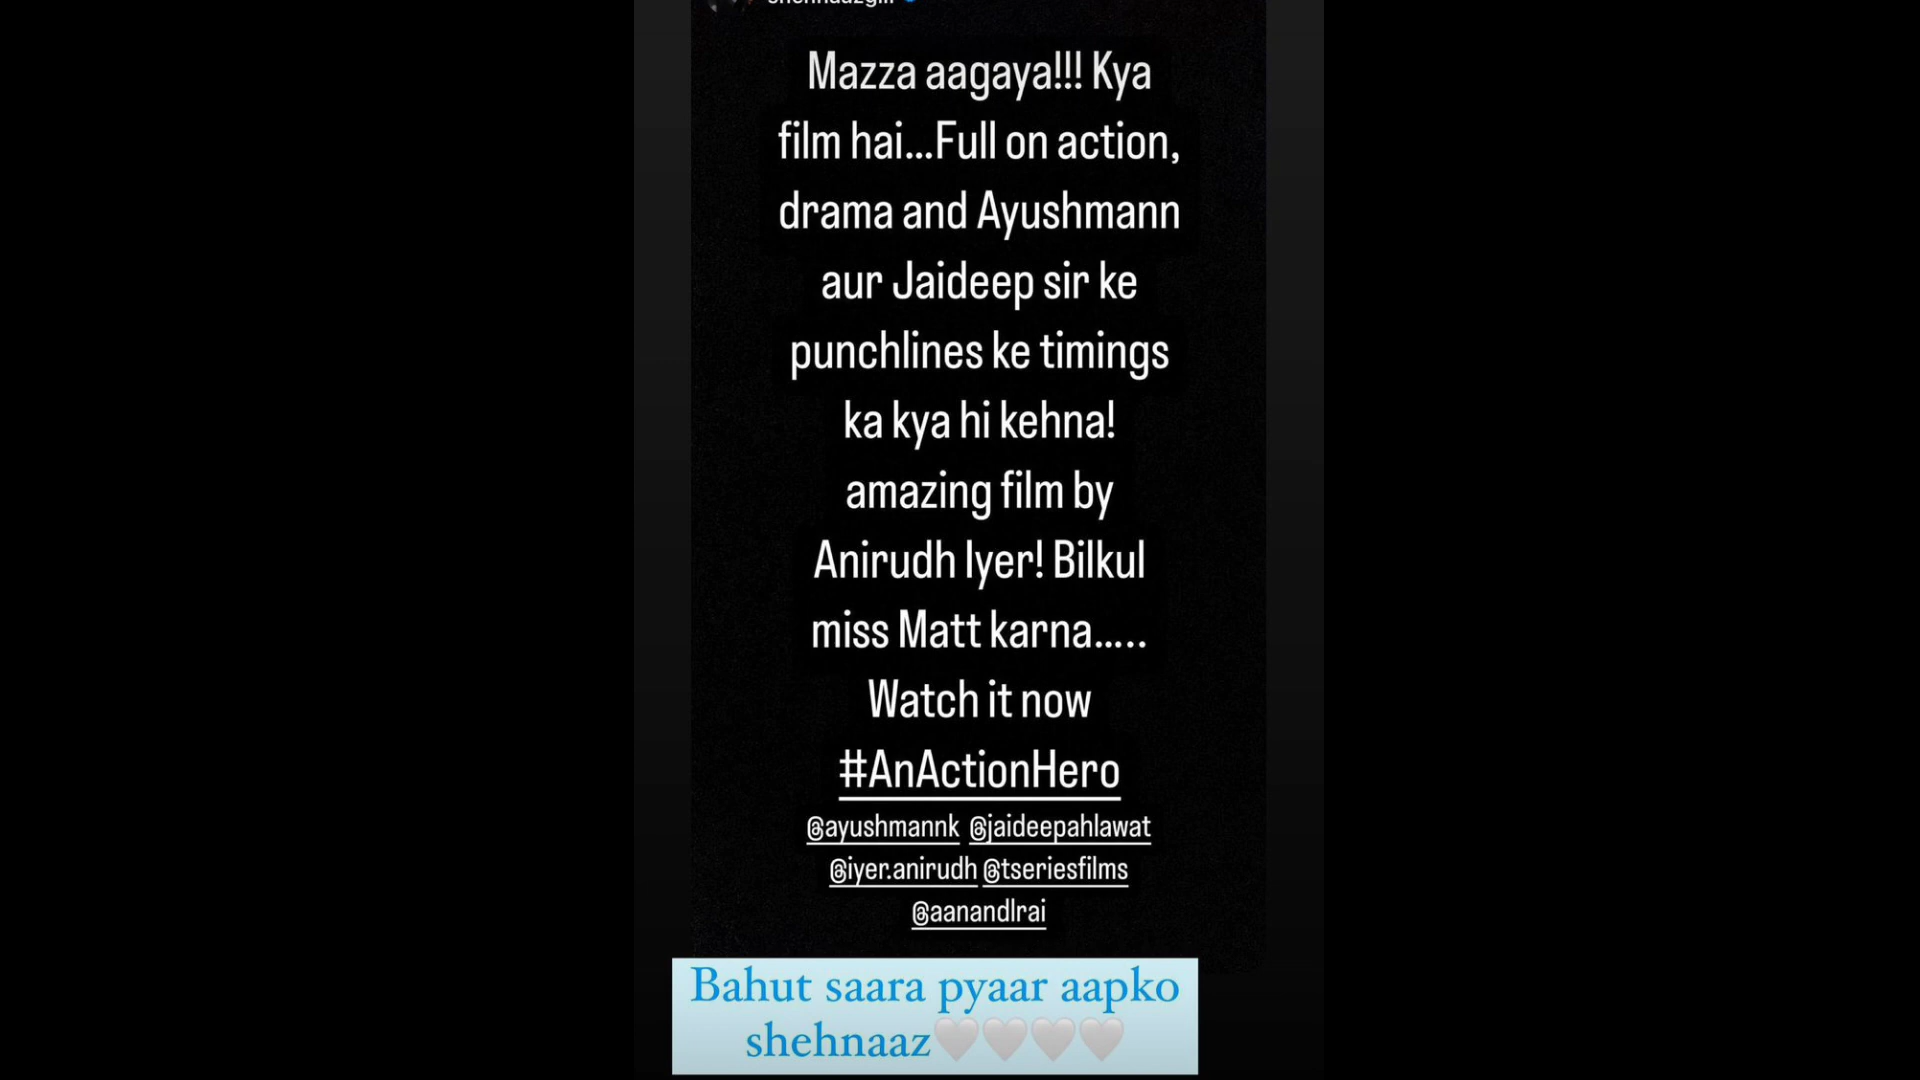 shehnaazgill
Mazza aagaya!!! Kya
film hai...Full on action,
drama and Ayushmann
aur Jaideep sir ke
punchlines ke timings
ka kya hi kehna!
amazing film by
Anirudh Iyer! Bilkul
miss Matt karna.....
Watch it now
#AnActionHero
@ayushmannk @jaideepahlawat
@iyer.anirudh @tseriesfilms
@aanandlrai
Bahut saara pyaar aapko
shehnaaz🤍🤍🤍🤍